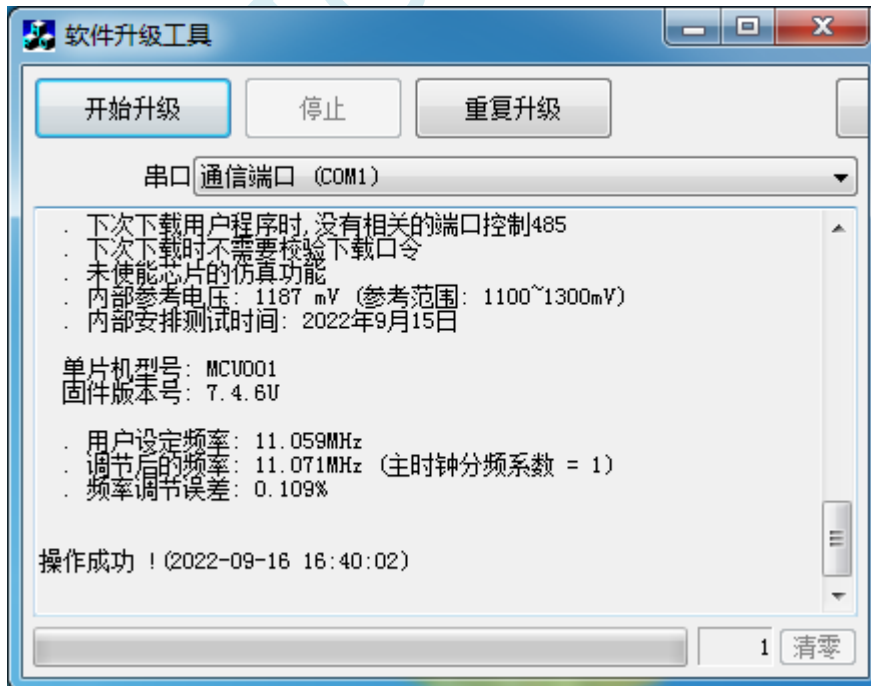 软件升级工具
开始升级 停止 重复升级
串口 通信端口 (COM1)
. 下次下载用户程序时,没有相关的端口控制485
. 下次下载时不需要校验下载口令
. 未使能芯片的仿真功能
. 内部参考电压: 1187 mV (参考范围: 1100~1300mV)
. 内部安排测试时间: 2022年9月15日
单片机型号: MCU001
固件版本号: 7.4.6U
. 用户设定频率: 11.059MHz
. 调节后的频率: 11.071MHz (主时钟分频系数 = 1)
. 频率调节误差: 0.109%
操作成功 !(2022-09-16 16:40:02)
1 清零